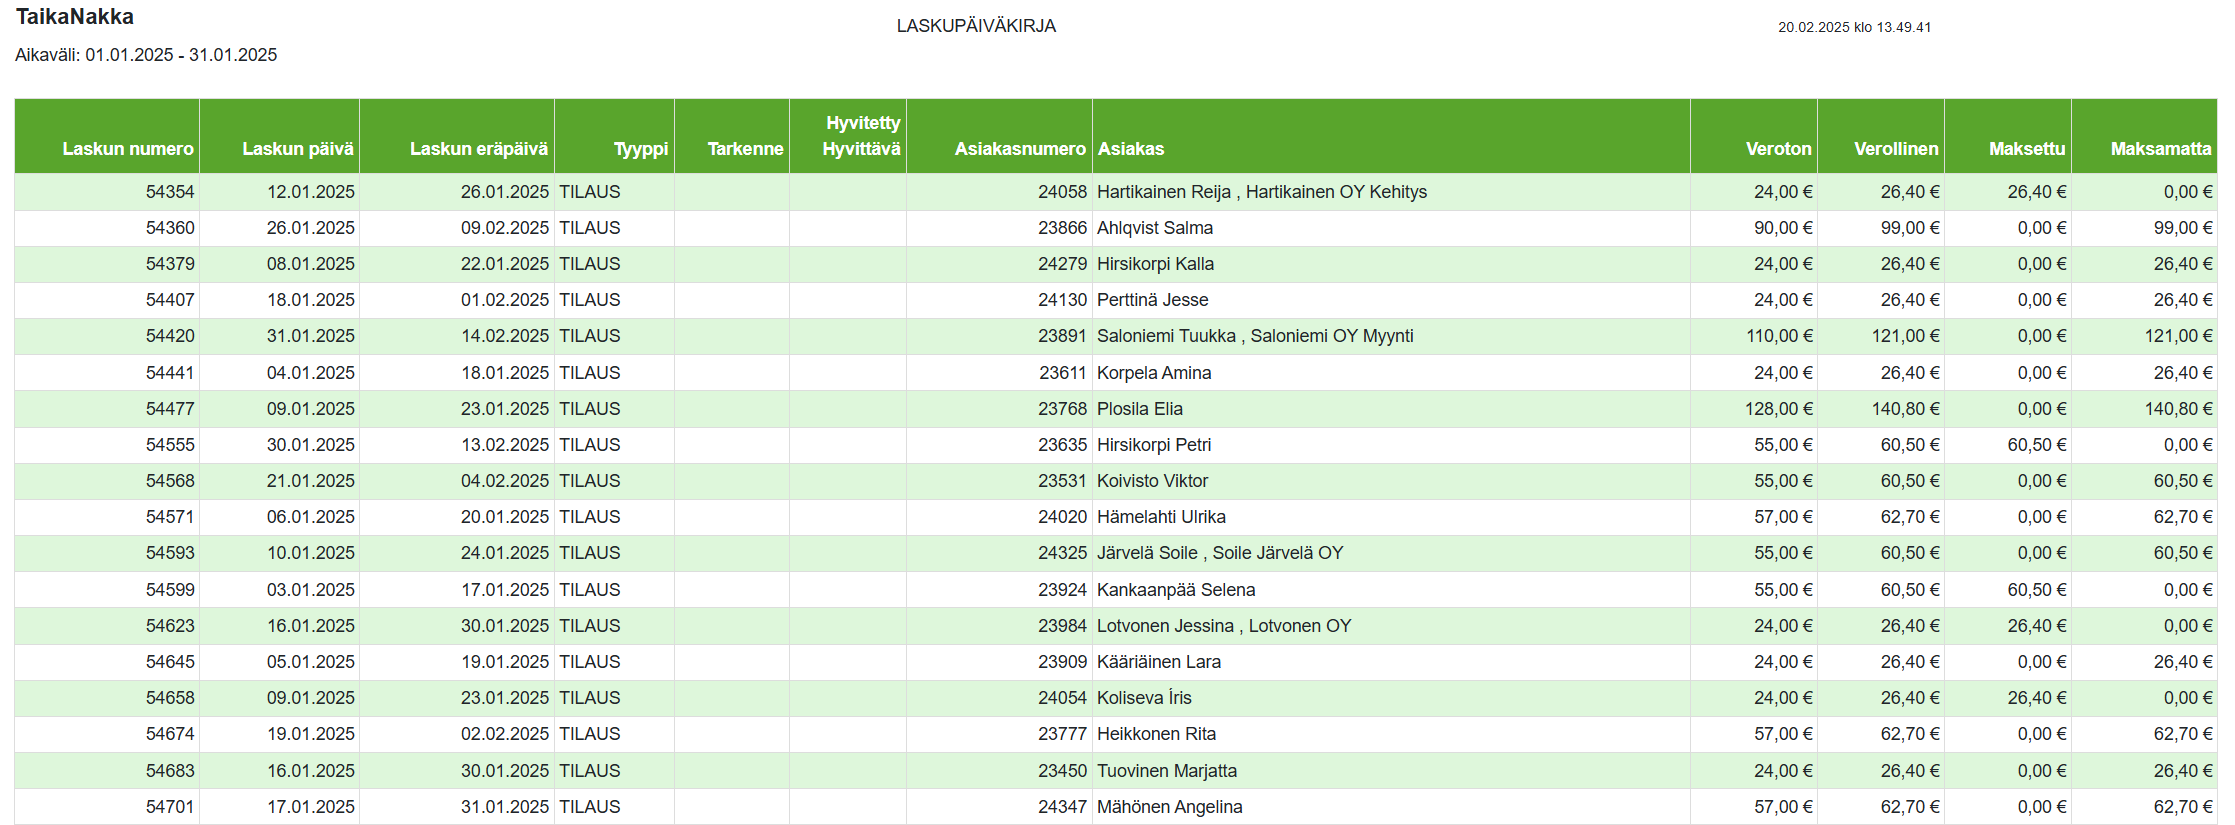 TaikaNakka
LASKUPÄIVÄKIRJA
20.02.2025 klo 13.49.41
Aikaväli: 01.01.2025 - 31.01.2025
Laskun numero Laskun päivä Laskun eräpäivä Tyyppi Tarkenne Hyvitetty Hyvittävä Asiakasnumero Asiakas Veroton Verollinen Maksettu Maksamatta
54354 12.01.2025 26.01.2025 TILAUS 24058 Hartikainen Reija , Hartikainen OY Kehitys 24,00 € 26,40 € 26,40 € 0,00 €
54360 26.01.2025 09.02.2025 TILAUS 23866 Ahlqvist Salma 90,00 € 99,00 € 0,00 € 99,00 €
54379 08.01.2025 22.01.2025 TILAUS 24279 Hirsikorpi Kalla 24,00 € 26,40 € 0,00 € 26,40 €
54407 18.01.2025 01.02.2025 TILAUS 24130 Perttinä Jesse 24,00 € 26,40 € 0,00 € 26,40 €
54420 31.01.2025 14.02.2025 TILAUS 23891 Saloniemi Tuukka , Saloniemi OY Myynti 110,00 € 121,00 € 0,00 € 121,00 €
54441 04.01.2025 18.01.2025 TILAUS 23611 Korpela Amina 24,00 € 26,40 € 0,00 € 26,40 €
54477 09.01.2025 23.01.2025 TILAUS 23768 Plosila Elia 128,00 € 140,80 € 0,00 € 140,80 €
54555 30.01.2025 13.02.2025 TILAUS 23635 Hirsikorpi Petri 55,00 € 60,50 € 60,50 € 0,00 €
54568 21.01.2025 04.02.2025 TILAUS 23531 Koivisto Viktor 55,00 € 60,50 € 0,00 € 60,50 €
54571 06.01.2025 20.01.2025 TILAUS 24020 Hämelahti Ulrika 57,00 € 62,70 € 0,00 € 62,70 €
54593 10.01.2025 24.01.2025 TILAUS 24325 Järvelä Soile , Soile Järvelä OY 55,00 € 60,50 € 0,00 € 60,50 €
54599 03.01.2025 17.01.2025 TILAUS 23924 Kankaanpää Selena 55,00 € 60,50 € 60,50 € 0,00 €
54623 16.01.2025 30.01.2025 TILAUS 23984 Lotvonen Jessina , Lotvonen OY 24,00 € 26,40 € 26,40 € 0,00 €
54645 05.01.2025 19.01.2025 TILAUS 23909 Kääriäinen Lara 24,00 € 26,40 € 0,00 € 26,40 €
54658 09.01.2025 23.01.2025 TILAUS 24054 Koliseva Íris 24,00 € 26,40 € 26,40 € 0,00 €
54674 19.01.2025 02.02.2025 TILAUS 23777 Heikkonen Rita 57,00 € 62,70 € 0,00 € 62,70 €
54683 16.01.2025 30.01.2025 TILAUS 23450 Tuovinen Marjatta 24,00 € 26,40 € 0,00 € 26,40 €
54701 17.01.2025 31.01.2025 TILAUS 24347 Mähönen Angelina 57,00 € 62,70 € 0,00 € 62,70 €